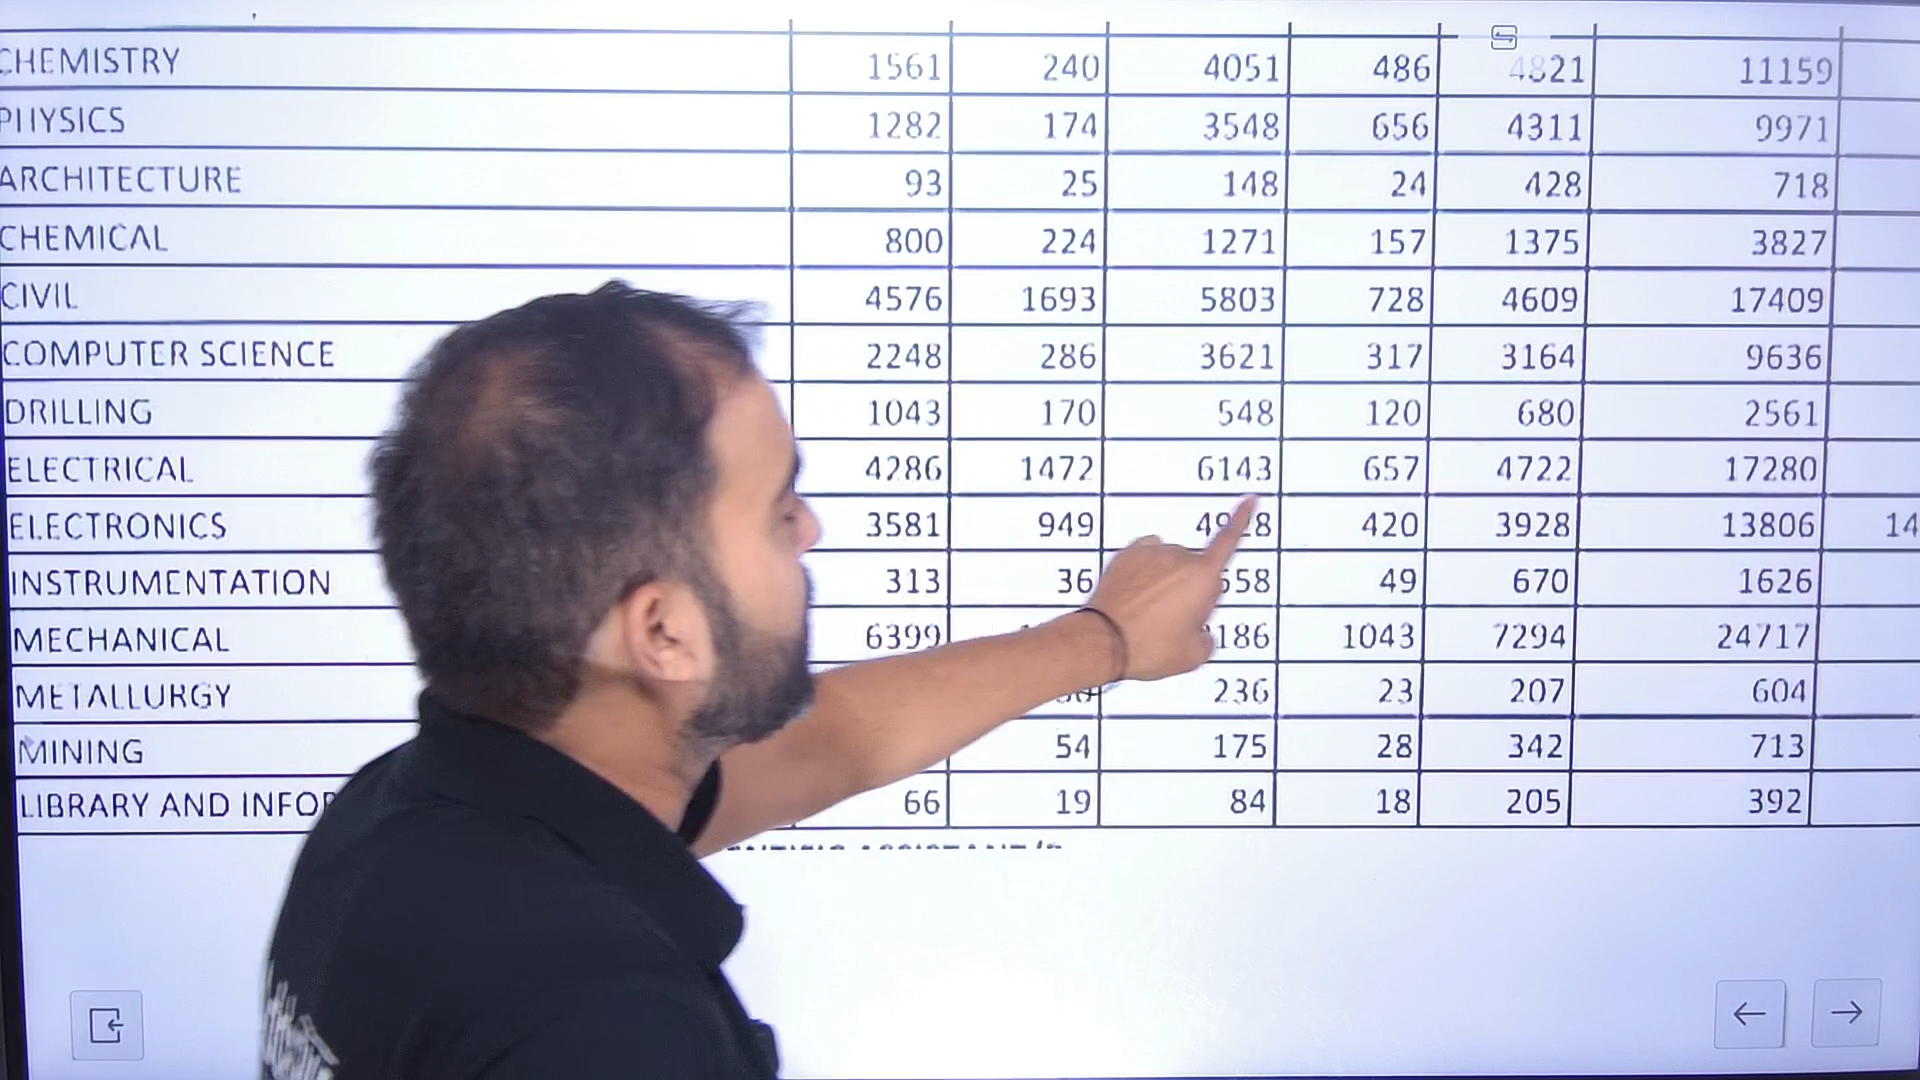 CHEMISTRY 1561 240 4051 486 4821 11159
PHYSICS 1282 174 3548 656 4311 9971
ARCHITECTURE 93 25 148 24 428 718
CHEMICAL 800 224 1271 157 1375 3827
CIVIL 4576 1693 5803 728 4609 17409
COMPUTER SCIENCE 2248 286 3621 317 3164 9636
DRILLING 1043 170 548 120 680 2561
ELECTRICAL 4286 1472 6143 657 4722 17280
ELECTRONICS 3581 949 420 3928 13806 14
INSTRUMENTATION 313 36 49 670 1626
MECHANICAL 6399 1043 7294 24717
METALLURGY 236 23 207 604
MINING 54 175 28 342 713
LIBRARY AND INFOR 66 19 84 18 205 392